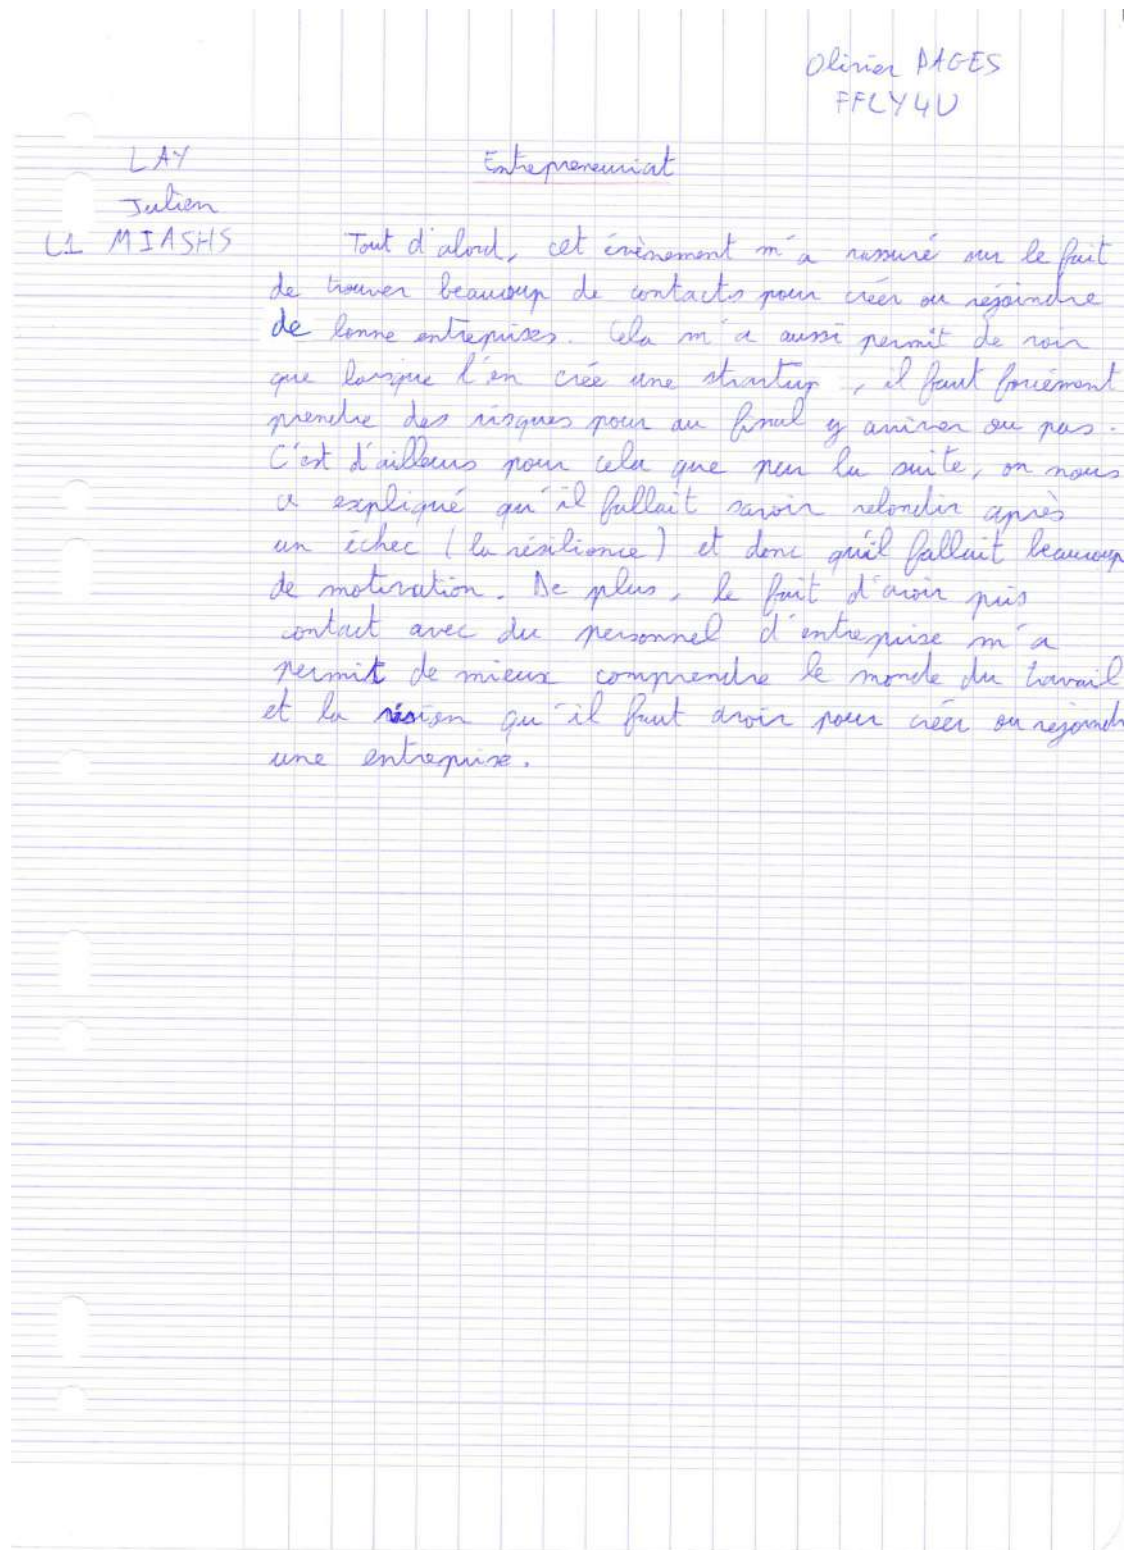 Olivier PAGES
FFLY4U
LAY
Entrepreneuriat
Julien
L1 MIASHS
Tout d'abord, cet évènement m'a rassuré sur le fait
de trouver beaucoup de contacts pour créer ou rejoindre
de bonne entreprises. Cela m'a aussi permit de voir
que lorsque l'on crée une strartup, il faut forcément
prendre des risques pour au final y arriver ou pas.
C'est d'ailleurs pour cela que par la suite, on nous
a expliqué qu'il fallait savoir rebondir après
un échec (la résilience) et donc qu'il fallait beaucoup
de motivation. De plus, le fait d'avoir pris
contact avec du personnel d'entreprise m'a
permit de mieux comprendre le monde du travail
et la vision qu'il faut avoir pour créer ou rejoindre
une entreprise.